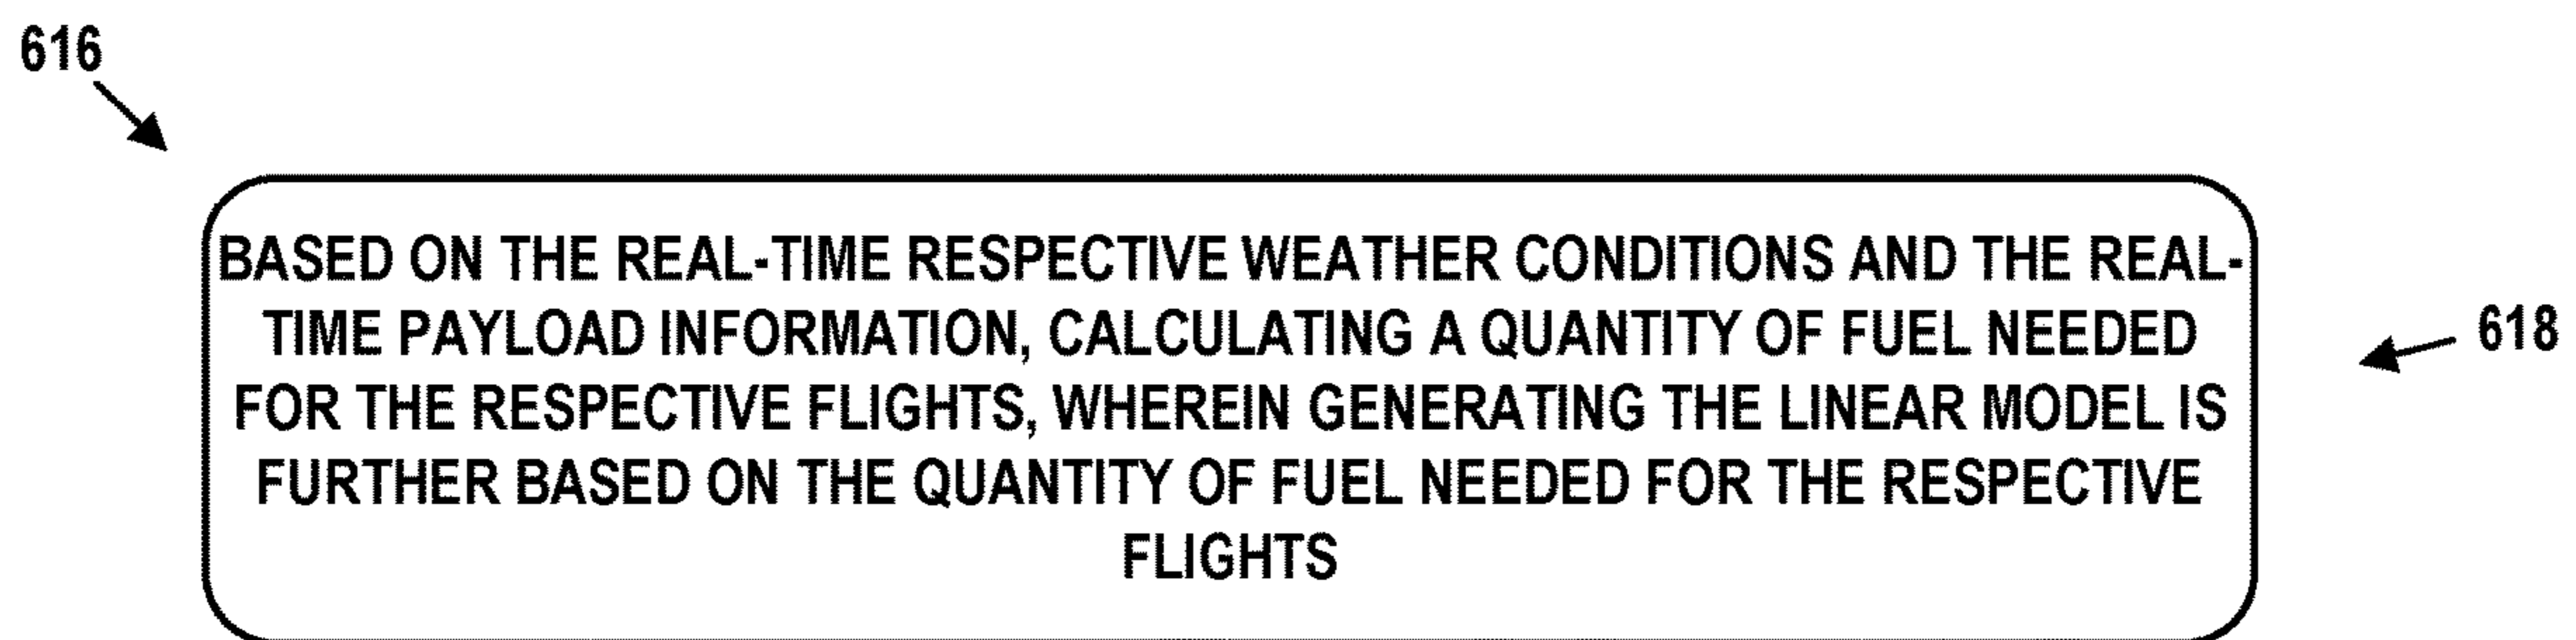 616
BASED ON THE REAL-TIME RESPECTIVE WEATHER CONDITIONS AND THE REAL-
TIME PAYLOAD INFORMATION, CALCULATING A QUANTITY OF FUEL NEEDED
FOR THE RESPECTIVE FLIGHTS, WHEREIN GENERATING THE LINEAR MODEL IS
FURTHER BASED ON THE QUANTITY OF FUEL NEEDED FOR THE RESPECTIVE
FLIGHTS
618